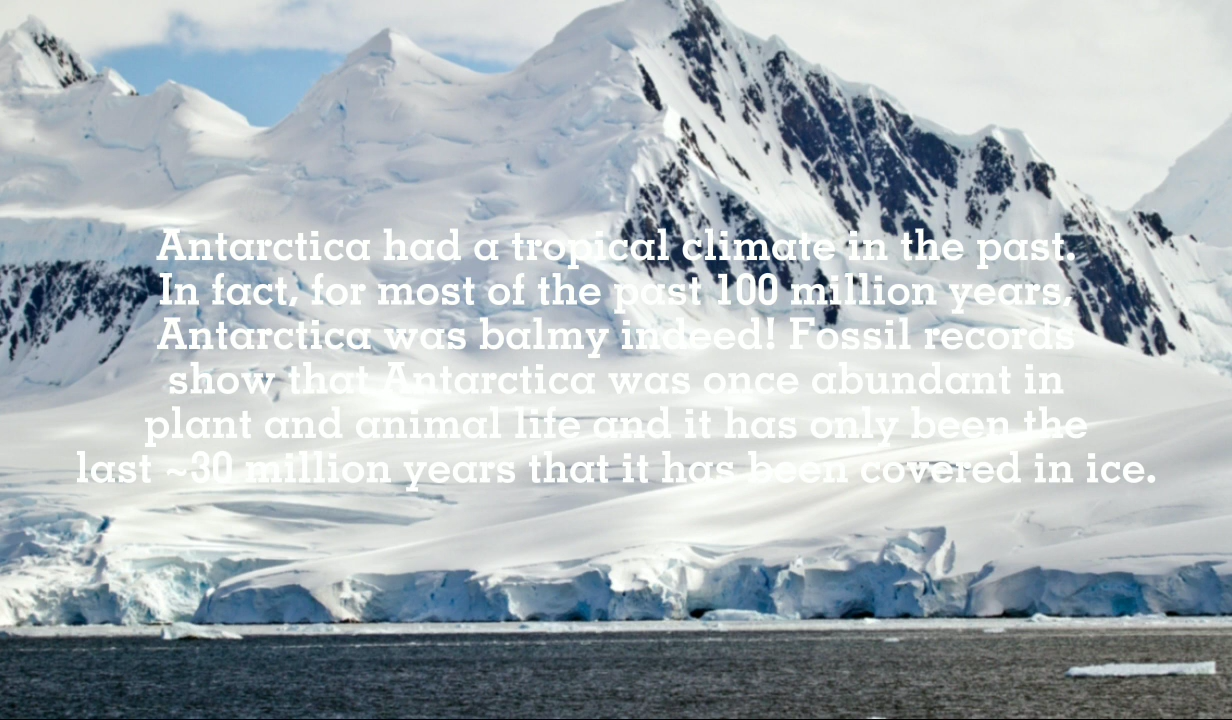 Antarctica had a tropical climate in the past.
In fact, for most of the past 100 million years,
Antarctica was balmy indeed! Fossil records
show that Antarctica was once abundant in
plant and animal life and it has only been the
last ~30 million years that it has been covered in ice.